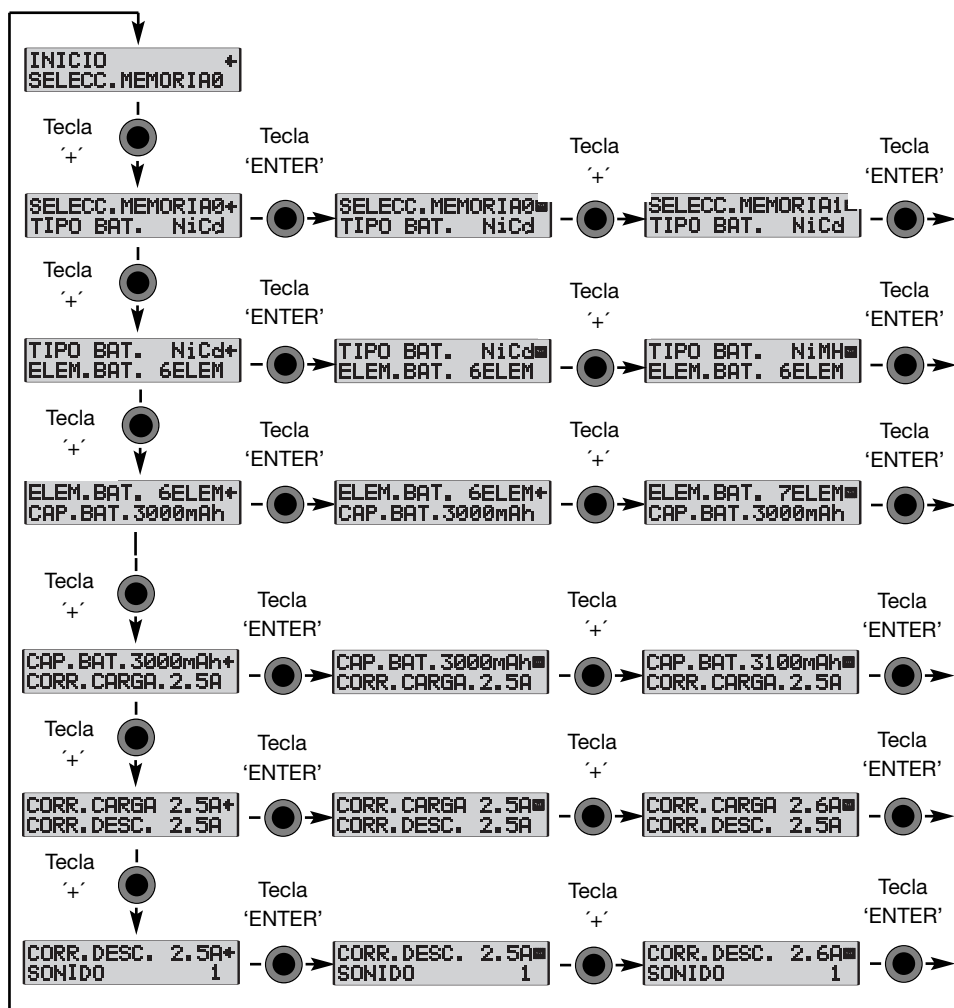 INICIO
SELECC.MEMORIA0
Tecla
´+´
Tecla
‘ENTER’
Tecla
´+´
Tecla
‘ENTER’
SELECC.MEMORIA0
TIPO BAT. NiCd
SELECC.MEMORIA0
TIPO BAT. NiCd
SELECC.MEMORIA1
TIPO BAT. NiCd
Tecla
´+´
Tecla
‘ENTER’
Tecla
´+´
Tecla
‘ENTER’
TIPO BAT. NiCd
ELEM.BAT. 6ELEM
TIPO BAT. NiCd
ELEM.BAT. 6ELEM
TIPO BAT. NiMH
ELEM.BAT. 6ELEM
Tecla
´+´
Tecla
‘ENTER’
Tecla
´+´
Tecla
‘ENTER’
ELEM.BAT. 6ELEM
CAP.BAT.3000mAh
ELEM.BAT. 6ELEM
CAP.BAT.3000mAh
ELEM.BAT. 7ELEM
CAP.BAT.3000mAh
Tecla
´+´
Tecla
‘ENTER’
Tecla
´+´
Tecla
‘ENTER’
CAP.BAT.3000mAh
CORR.CARGA.2.5A
CAP.BAT.3000mAh
CORR.CARGA.2.5A
CAP.BAT.3100mAh
CORR.CARGA.2.5A
Tecla
´+´
Tecla
‘ENTER’
Tecla
´+´
Tecla
‘ENTER’
CORR.CARGA 2.5A
CORR.DESC. 2.5A
CORR.CARGA 2.5A
CORR.DESC. 2.5A
CORR.CARGA 2.6A
CORR.DESC. 2.5A
Tecla
´+´
Tecla
‘ENTER’
Tecla
´+´
Tecla
‘ENTER’
CORR.DESC. 2.5A
SONIDO 1
CORR.DESC. 2.5A
SONIDO 1
CORR.DESC. 2.6A
SONIDO 1